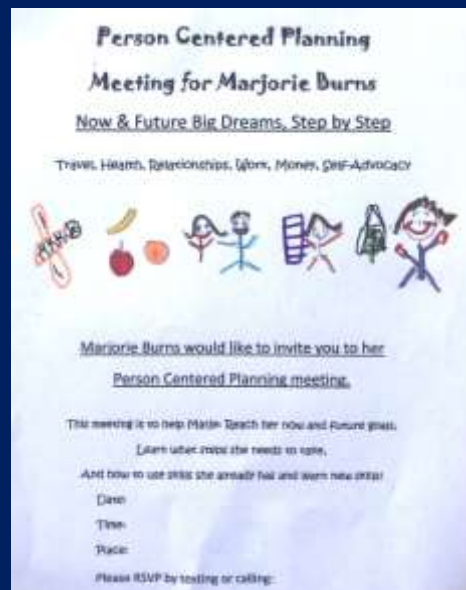 Person Centered Planning
Meeting for Marjorie Burns
Now & Future Big Dreams, Step by Step
Travel, Health, Relationships, Work, Money, Self-Advocacy
Marjorie Burns would like to invite you to her
Person Centered Planning meeting.
This meeting is to help Reach her now and future goals,
Learn what steps she needs to take,
And how to use skills she already has and learn new skills!
Date:
Time:
Place:
Please RSVP by texting or calling: